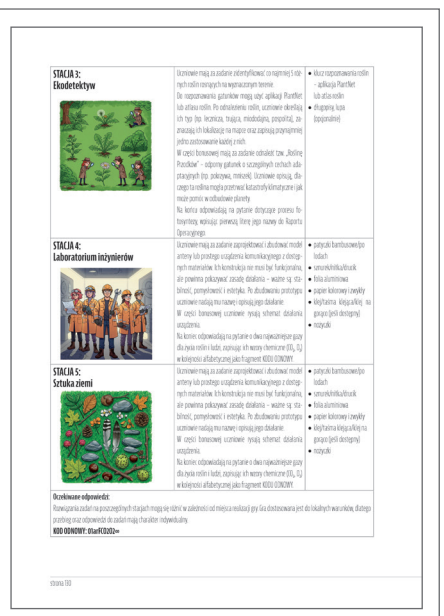 STACJA 3:
Ekodetektyw
Uczniowie mają za zadanie zidentyfikować co najmniej 5 róż-
nych roślin rosnących na wyznaczonym terenie.
Do rozpoznawania gatunków mogą użyć aplikacji PlantNet
lub atlasu roślin. Po odnalezieniu roślin, uczniowie określają
ich typ (np. lecznicza, trująca, miododajna, pospolita), za-
znaczają ich lokalizację na mapce oraz zapisują przynajmniej
jedno zastosowanie każdej z nich.
W części bonusowej mają za zadanie odnaleźć tzw. „Roślinę
Przodków" – odporny gatunek o szczególnych cechach ada-
ptacyjnych (np. pokrzywa, mniszek). Uczniowie opisują, dla-
czego ta roślina mogła przetrwać katastrofy klimatyczne i jak
może pomóc w odbudowie planety.
Na końcu odpowiadają na pytanie dotyczące procesu fo-
tosyntezy, wpisując pierwszą literę jego nazwy do Raportu
Operacyjnego.
• klucz rozpoznawania roślin
– aplikacja PlantNet
lub atlas roślin
• długopisy, lupa
(opcjonalnie)
STACJA 4:
Laboratorium inżynierów
Uczniowie mają za zadanie zaprojektować i zbudować model
anteny lub prostego urządzenia komunikacyjnego z dostęp-
nych materiałów. Ich konstrukcja nie musi być funkcjonalna,
ale powinna pokazywać zasadę działania – ważne są: sta-
bilność, pomysłowość i estetyka. Po zbudowaniu prototypu
uczniowie nadają mu nazwę i opisują jego działanie.
W części bonusowej uczniowie rysują schemat działania
urządzenia.
Na koniec odpowiadają na pytanie o dwa najważniejsze gazy
dla życia roślin i ludzi, zapisując ich wzory chemiczne (CO₂, O₂)
w kolejności alfabetycznej jako fragment KODU ODNOWY.
• patyczki bambusowe/po
lodach
• sznurek/nitka/drucik
• folia aluminiowa
• papier kolorowy i zwykły
• klej/taśma klejąca/klej na
gorąco (jeśli dostępny)
• nożyczki
STACJA 5:
Sztuka ziemi
Uczniowie mają za zadanie zaprojektować i zbudować model
anteny lub prostego urządzenia komunikacyjnego z dostęp-
nych materiałów. Ich konstrukcja nie musi być funkcjonalna,
ale powinna pokazywać zasadę działania – ważne są: sta-
bilność, pomysłowość i estetyka. Po zbudowaniu prototypu
uczniowie nadają mu nazwę i opisują jego działanie.
W części bonusowej uczniowie rysują schemat działania
urządzenia.
Na koniec odpowiadają na pytanie o dwa najważniejsze gazy
dla życia roślin i ludzi, zapisując ich wzory chemiczne (CO₂, O₂)
w kolejności alfabetycznej jako fragment KODU ODNOWY.
• patyczki bambusowe/po
lodach
• sznurek/nitka/drucik
• folia aluminiowa
• papier kolorowy i zwykły
• klej/taśma klejąca/klej na
gorąco (jeśli dostępny)
• nożyczki
Oczekiwane odpowiedzi:
Rozwiązania zadań na poszczególnych stacjach mogą się różnić w zależności od miejsca realizacji gry. Gra dostosowana jest do lokalnych warunków, dlatego
przebieg oraz odpowiedzi do zadań mają charakter indywidualny.
KOD ODNOWY: 01arFCO2O2∞
strona 130